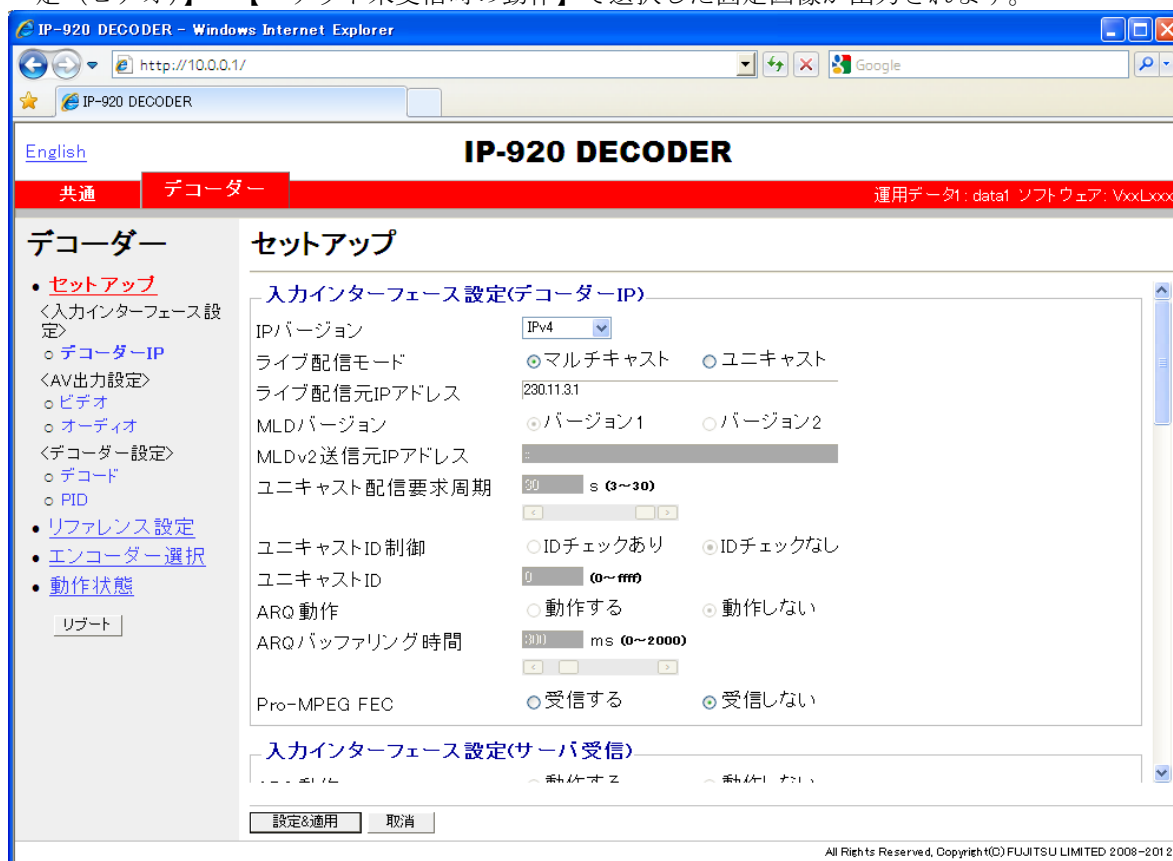 IP-920 DECODER - Windows Internet Explorer
http://10.0.0.1/
Google
IP-920 DECODER
English
IP-920 DECODER
共通
デコーダー
運用データ1 : data1 ソフトウェア: VxxLxxx
デコーダー
セットアップ
セットアップ
<入力インターフェース設定>
デコーダーIP
<AV出力設定>
ビデオ
オーディオ
<デコーダー設定>
デコード
PID
リファレンス設定
エンコーダー選択
動作状態
リブート
入力インターフェース設定(デコーダーIP)
IPバージョン IPv4
ライブ配信モード マルチキャスト ユニキャスト
ライブ配信元IPアドレス 230.11.3.1
MLDバージョン バージョン1 バージョン2
MLDv2送信元IPアドレス ::
ユニキャスト配信要求周期 30 s (3~30)
ユニキャストID制御 IDチェックあり IDチェックなし
ユニキャストID 0 (0~ffff)
ARQ動作 動作する 動作しない
ARQバッファリング時間 300 ms (0~2000)
Pro-MPEG FEC 受信する 受信しない
入力インターフェース設定(サーバ受信)
設定&適用 取消
All Rights Reserved, Copyright(C) FUJITSU LIMITED 2008-2012